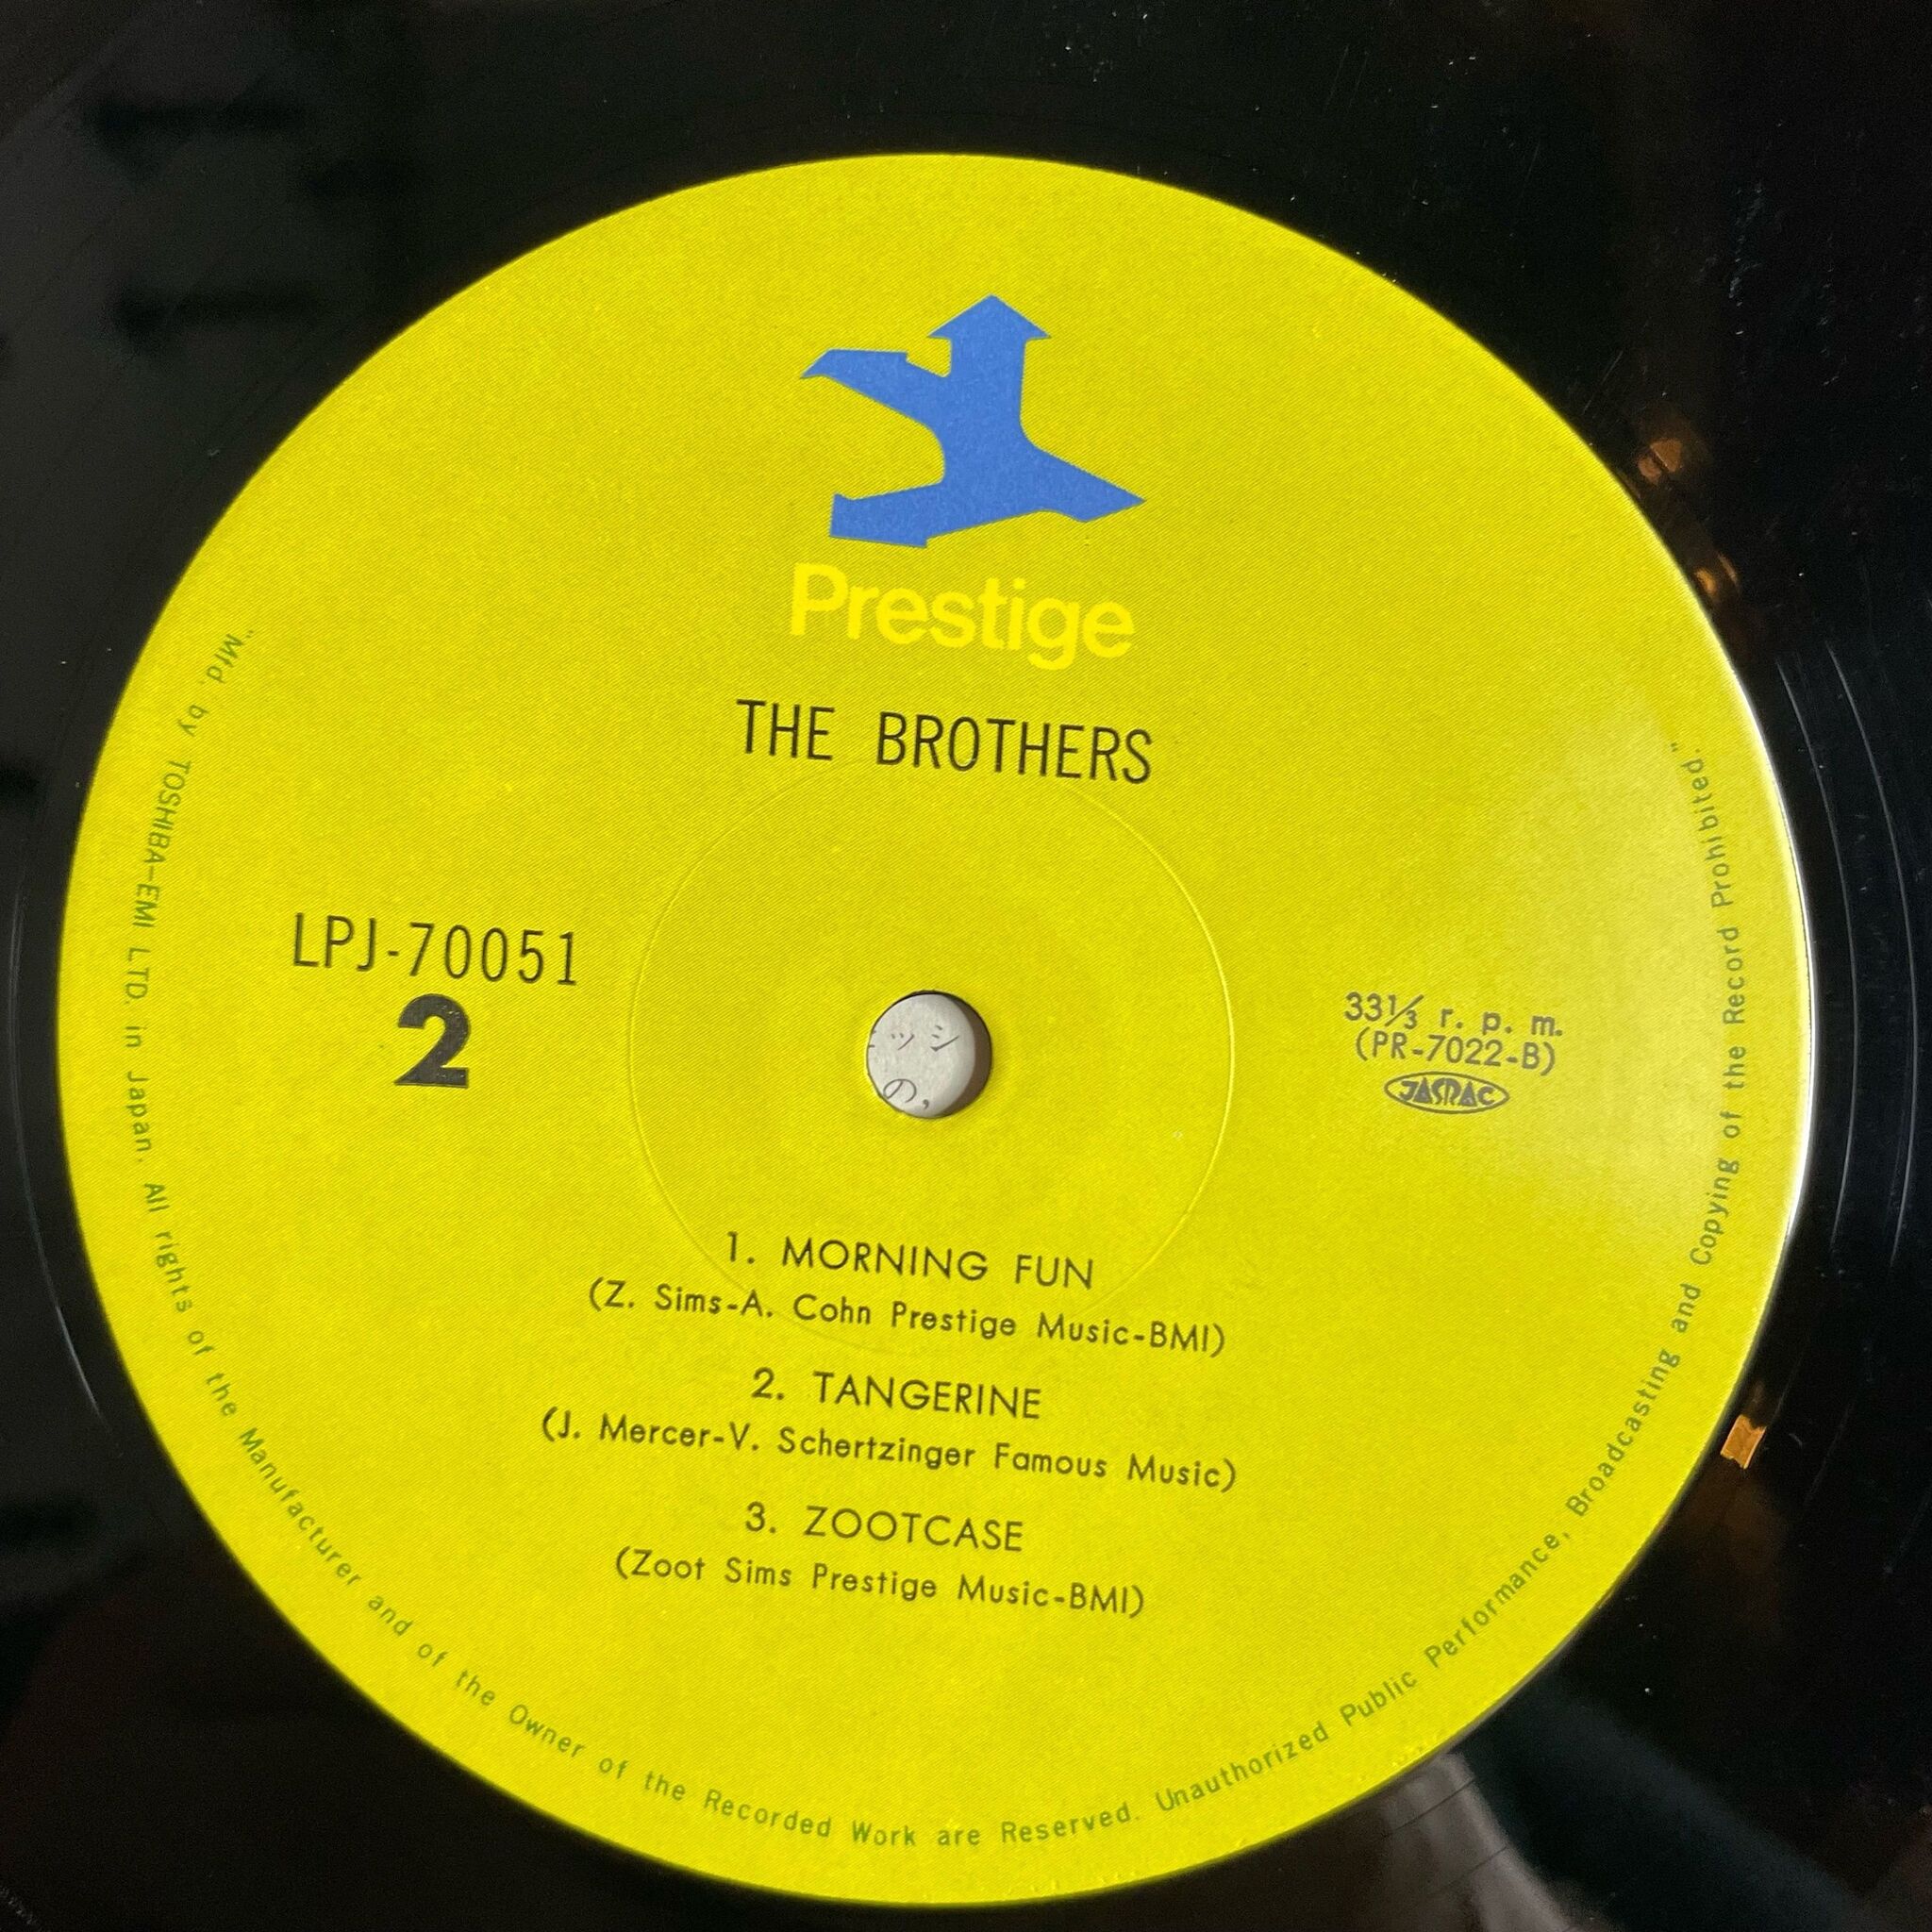 Prestige
THE BROTHERS
LPJ-70051
2
33⅓ r. p. m.
(PR-7022-B)
JASRAC
ッシ
の,
1. MORNING FUN
(Z. Sims-A. Cohn Prestige Music-BMI)
2. TANGERINE
(J. Mercer-V. Schertzinger Famous Music)
3. ZOOTCASE
(Zoot Sims Prestige Music-BMI)
"Mfd. by TOSHIBA-EMI LTD. in Japan. All rights of the Manufacturer and of the Owner of the Recorded Work are Reserved. Unauthorized Public Performance, Broadcasting and Copying of the Record Prohibited."